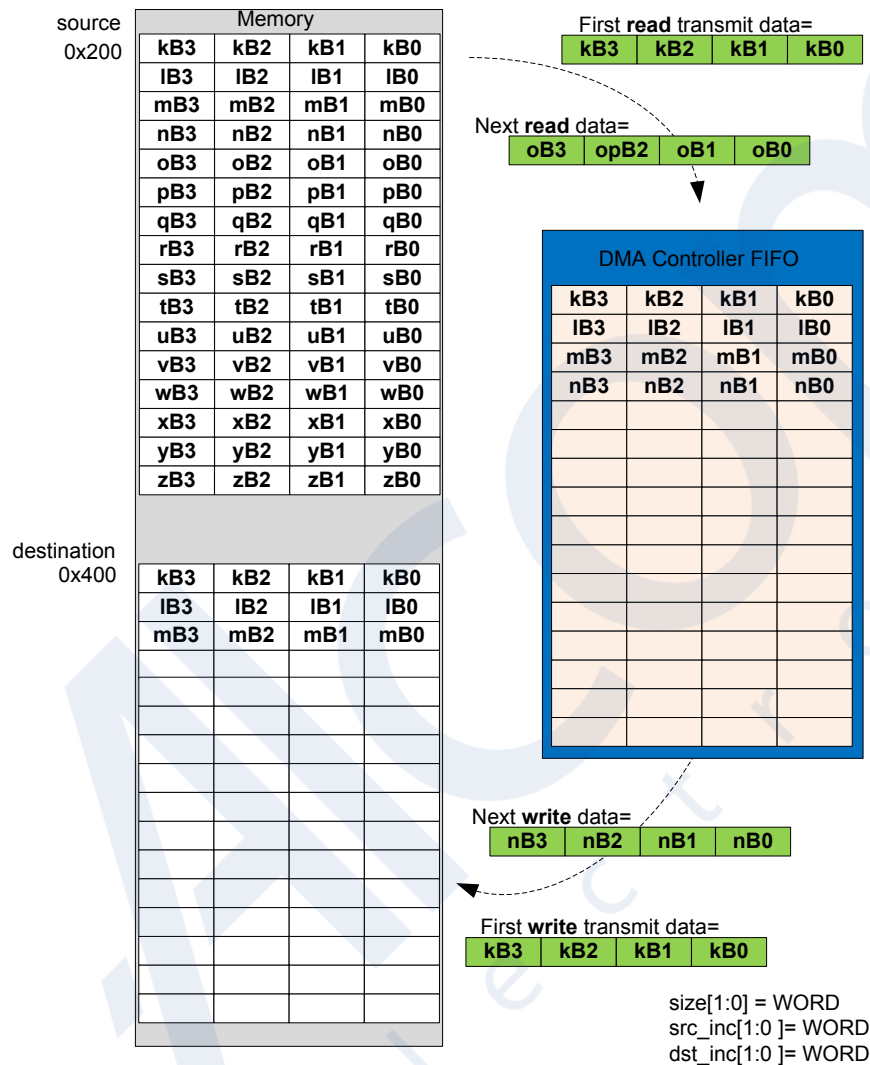 source
0x200
Memory
kB3 kB2 kB1 kB0
lB3 lB2 lB1 lB0
mB3 mB2 mB1 mB0
nB3 nB2 nB1 nB0
oB3 oB2 oB1 oB0
pB3 pB2 pB1 pB0
qB3 qB2 qB1 qB0
rB3 rB2 rB1 rB0
sB3 sB2 sB1 sB0
tB3 tB2 tB1 tB0
uB3 uB2 uB1 uB0
vB3 vB2 vB1 vB0
wB3 wB2 wB1 wB0
xB3 xB2 xB1 xB0
yB3 yB2 yB1 yB0
zB3 zB2 zB1 zB0
First read transmit data=
kB3 kB2 kB1 kB0
Next read data=
oB3 opB2 oB1 oB0
DMA Controller FIFO
kB3 kB2 kB1 kB0
lB3 lB2 lB1 lB0
mB3 mB2 mB1 mB0
nB3 nB2 nB1 nB0
destination
0x400
kB3 kB2 kB1 kB0
lB3 lB2 lB1 lB0
mB3 mB2 mB1 mB0
Next write data=
nB3 nB2 nB1 nB0
First write transmit data=
kB3 kB2 kB1 kB0
size[1:0] = WORD
src_inc[1:0 ]= WORD
dst_inc[1:0 ]= WORD